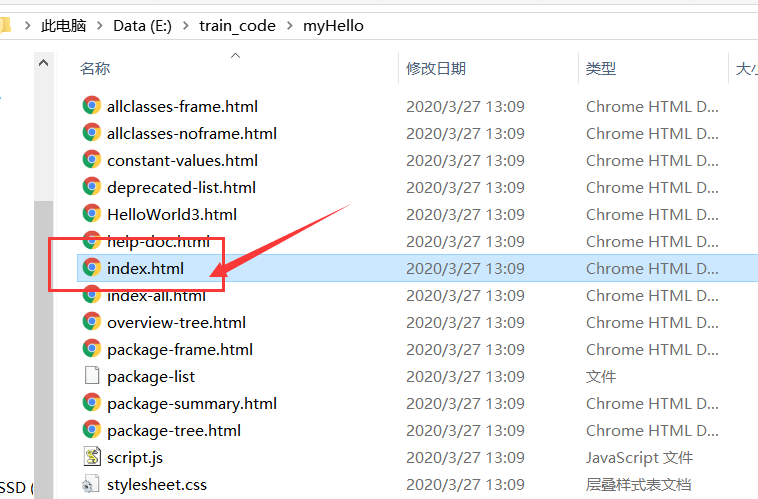 此电脑 > Data (E:) > train_code > myHello
名称 修改日期 类型
allclasses-frame.html 2020/3/27 13:09 Chrome HTML D...
allclasses-noframe.html 2020/3/27 13:09 Chrome HTML D...
constant-values.html 2020/3/27 13:09 Chrome HTML D...
deprecated-list.html 2020/3/27 13:09 Chrome HTML D...
HelloWorld3.html 2020/3/27 13:09 Chrome HTML D...
help-doc.html 2020/3/27 13:09 Chrome HTML D...
index.html 2020/3/27 13:09 Chrome HTML D...
index-all.html 2020/3/27 13:09 Chrome HTML D...
overview-tree.html 2020/3/27 13:09 Chrome HTML D...
package-frame.html 2020/3/27 13:09 Chrome HTML D...
package-list 2020/3/27 13:09 文件
package-summary.html 2020/3/27 13:09 Chrome HTML D...
package-tree.html 2020/3/27 13:09 Chrome HTML D...
script.js 2020/3/27 13:09 JavaScript 文件
SSD (
stylesheet.css 2020/3/27 13:09 层叠样式表文档